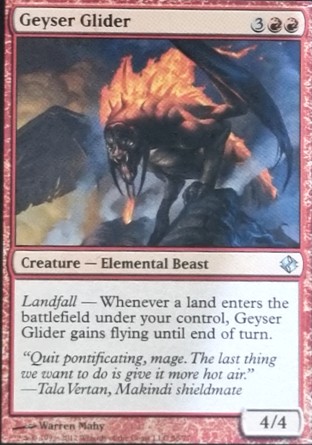 Geyser Glider 3
Creature — Elemental Beast
Landfall — Whenever a land enters the
battlefield under your control, Geyser
Glider gains flying until end of turn.
“Quit pontificating, mage. The last thing
we want to do is give it more hot air.”
—Tala Vertan, Makindi shieldmate
Warren Mahy
4/4